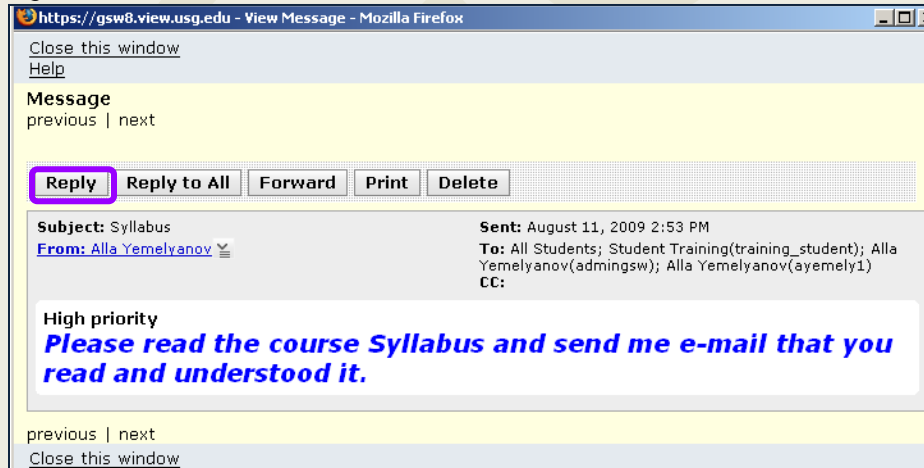 https://gsw8.view.usg.edu - View Message - Mozilla Firefox
Close this window
Help
Message
previous | next
Reply Reply to All Forward Print Delete
Subject: Syllabus
From: Alla Yemelyanov
Sent: August 11, 2009 2:53 PM
To: All Students; Student Training(training_student); Alla
Yemelyanov(admingsw); Alla Yemelyanov(ayemely1)
CC:
High priority
Please read the course Syllabus and send me e-mail that you
read and understood it.
previous | next
Close this window